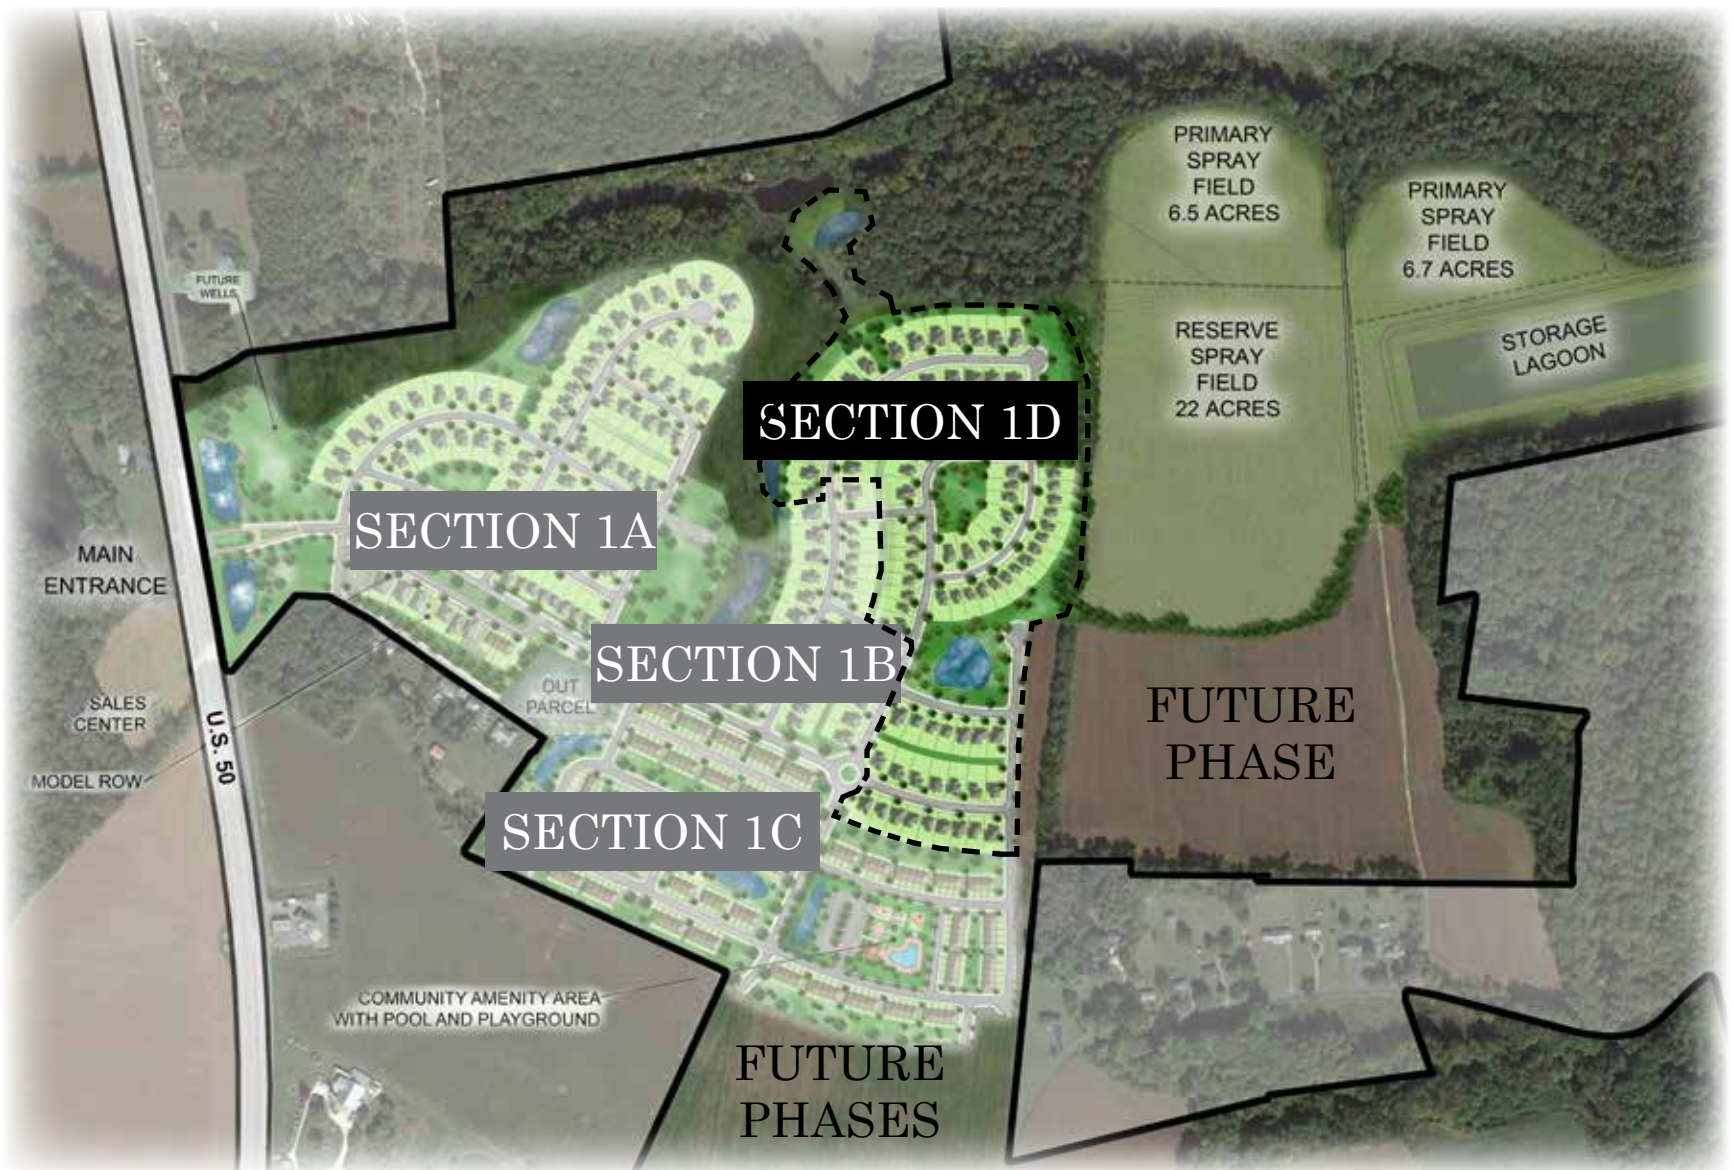 PRIMARY
SPRAY
FIELD
6.5 ACRES
PRIMARY
SPRAY
FIELD
6.7 ACRES
FUTURE
WELLS
RESERVE
SPRAY
FIELD
22 ACRES
STORAGE
LAGOON
SECTION 1D
SECTION 1A
MAIN
ENTRANCE
SECTION 1B
OUT
PARCEL
SALES
CENTER
U.S. 50
MODEL ROW
FUTURE
PHASE
SECTION 1C
COMMUNITY AMENITY AREA
WITH POOL AND PLAYGROUND
FUTURE
PHASES